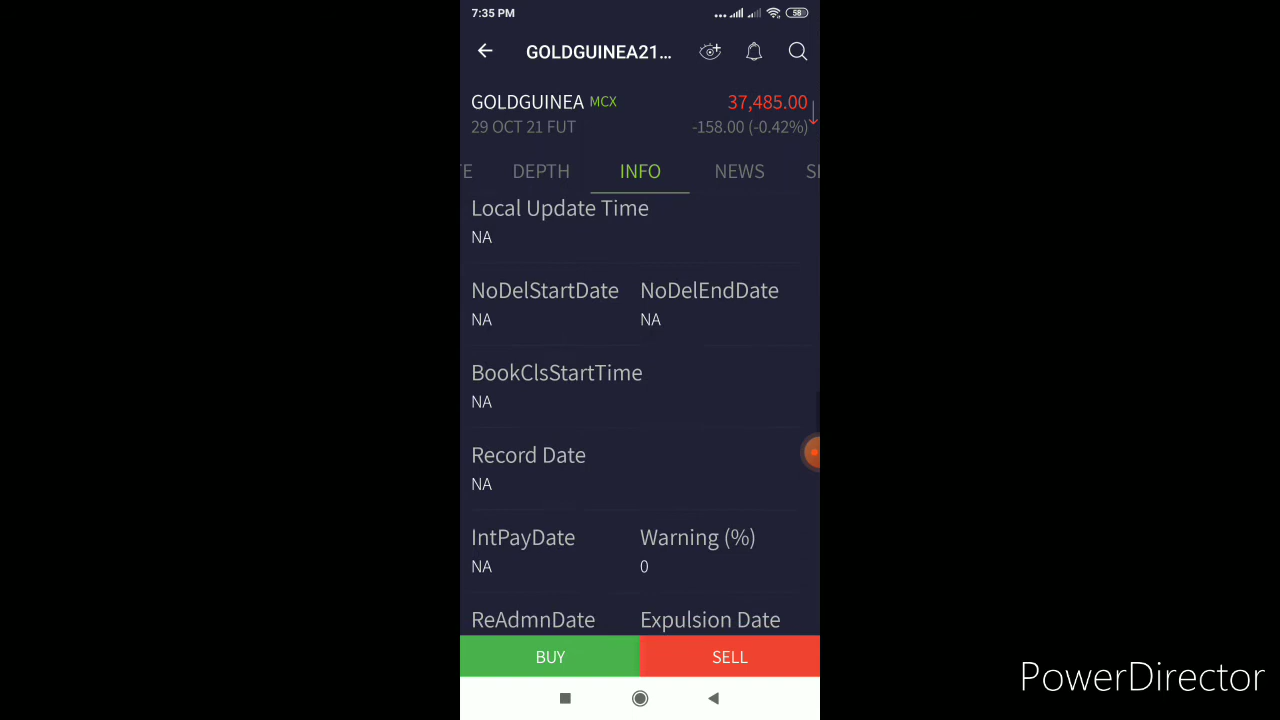 7:35 PM
58
GOLDGUINEA21...
GOLDGUINEA MCX 37,485.00
29 OCT 21 FUT -158.00 (-0.42%)
TE DEPTH INFO NEWS
Local Update Time
NA
NoDelStartDate NoDelEndDate
NA NA
BookClsStartTime
NA
Record Date
NA
IntPayDate Warning (%)
NA 0
ReAdmnDate Expulsion Date
BUY SELL
PowerDirector